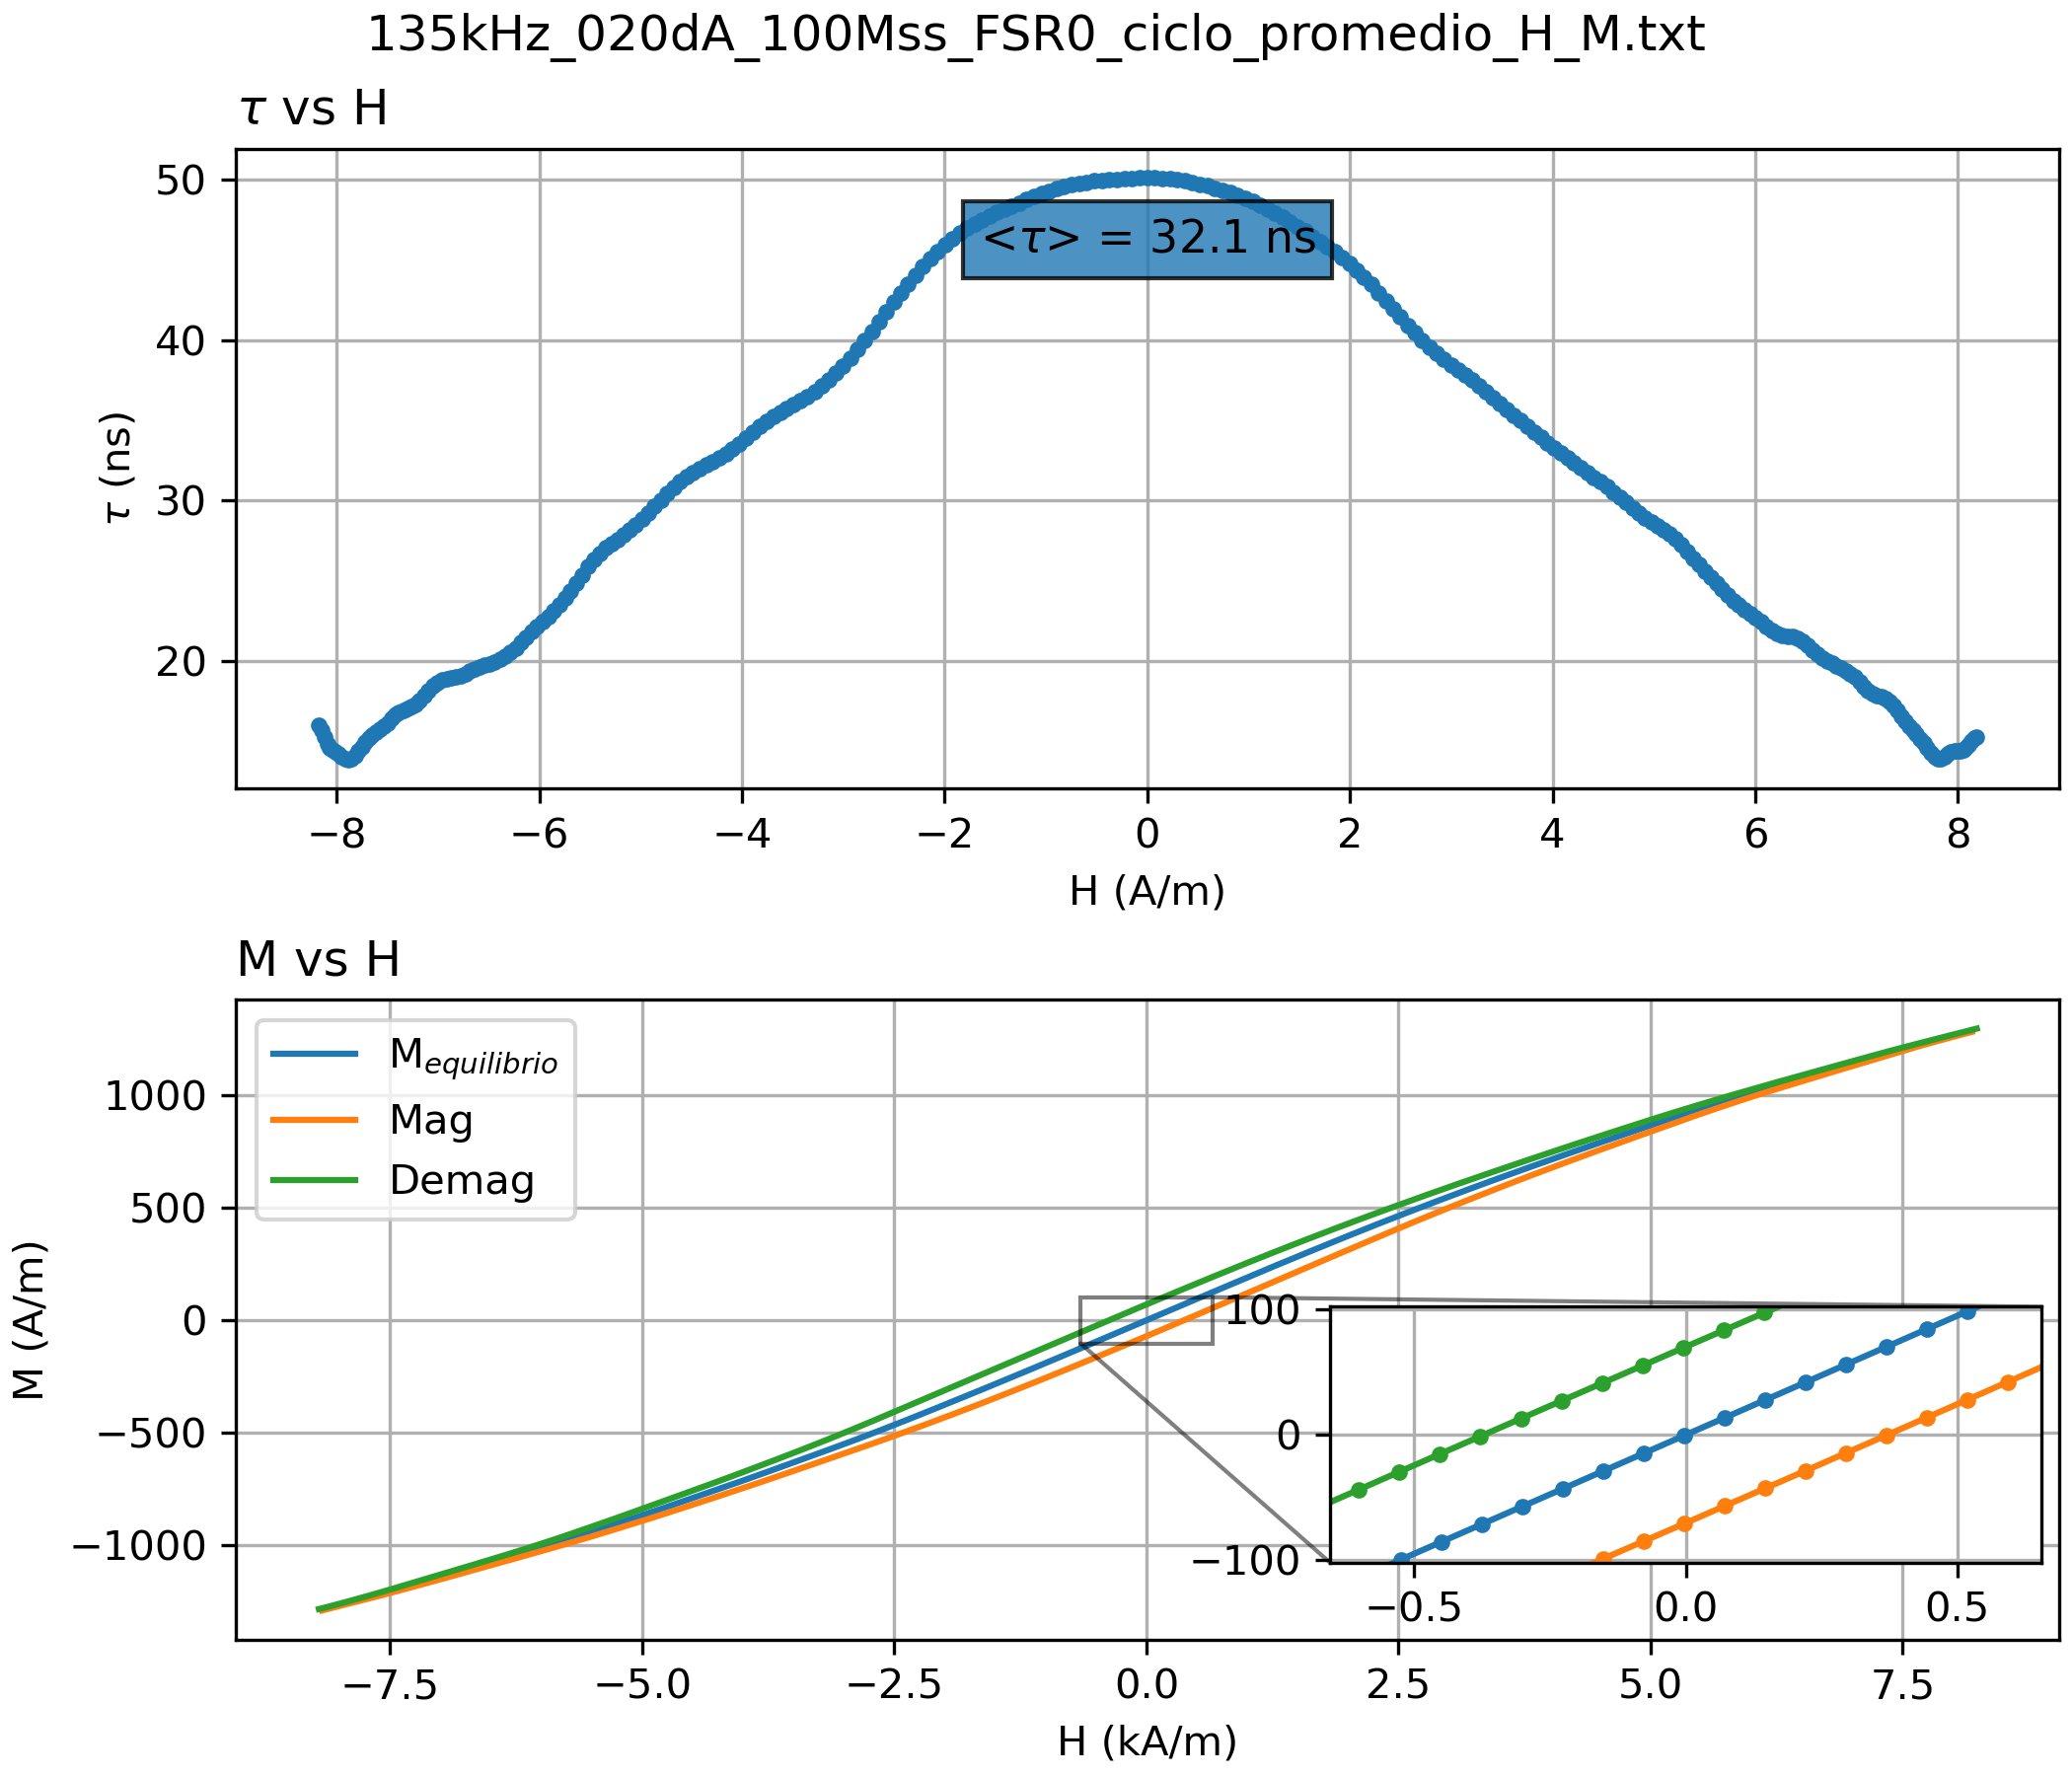 135kHz_020dA_100Mss_FSR0_ciclo_promedio_H_M.txt
τ vs H
50
40
30
20
τ (ns)
<τ> = 32.1 ns
−8 −6 −4 −2 0 2 4 6 8
H (A/m)
M vs H
M (A/m)
1000
500
0
−500
−1000
Mequilibrio
Mag
Demag
100
0
−100
−0.5 0.0 0.5
−7.5 −5.0 −2.5 0.0 2.5 5.0 7.5
H (kA/m)